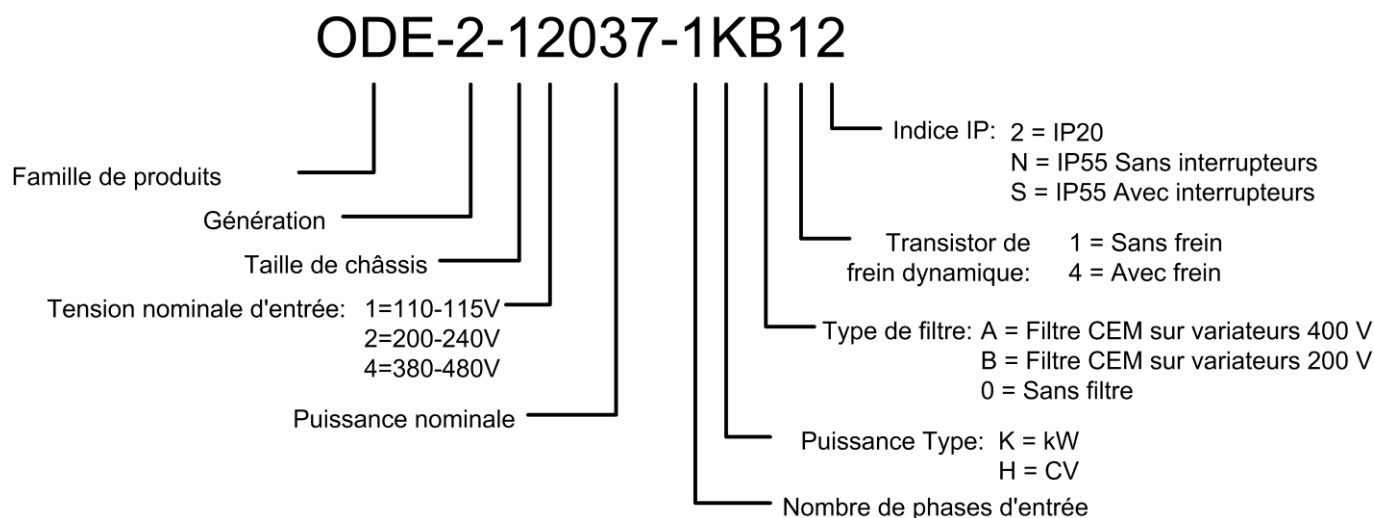 ODE-2-12037-1KB12
Famille de produits
Génération
Taille de châssis
Tension nominale d'entrée: 1=110-115V
2=200-240V
4=380-480V
Puissance nominale
Indice IP: 2 = IP20
N = IP55 Sans interrupteurs
S = IP55 Avec interrupteurs
Transistor de 1 = Sans frein
frein dynamique: 4 = Avec frein
Type de filtre: A = Filtre CEM sur variateurs 400 V
B = Filtre CEM sur variateurs 200 V
0 = Sans filtre
Puissance Type: K = kW
H = CV
Nombre de phases d'entrée